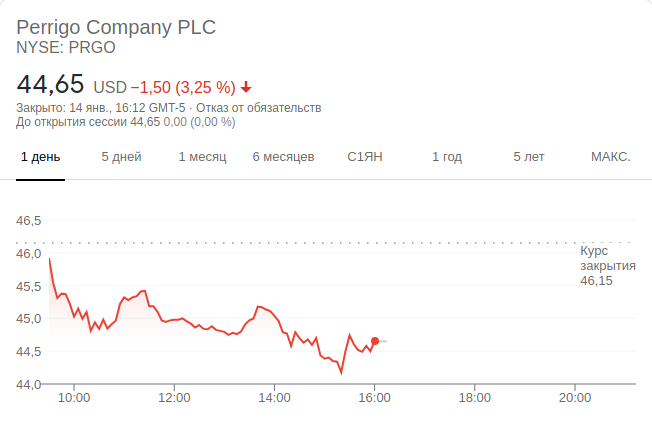 Perrigo Company PLC
NYSE: PRGO
44,65 USD −1,50 (3,25 %)
Закрыто: 14 янв., 16:12 GMT-5 · Отказ от обязательств
До открытия сессии 44,65 0,00 (0,00 %)
1 день 5 дней 1 месяц 6 месяцев С1ЯН 1 год 5 лет МАКС.
46,5
46,0
45,5
45,0
44,5
44,0
Курс
закрытия
46,15
10:00 12:00 14:00 16:00 18:00 20:00